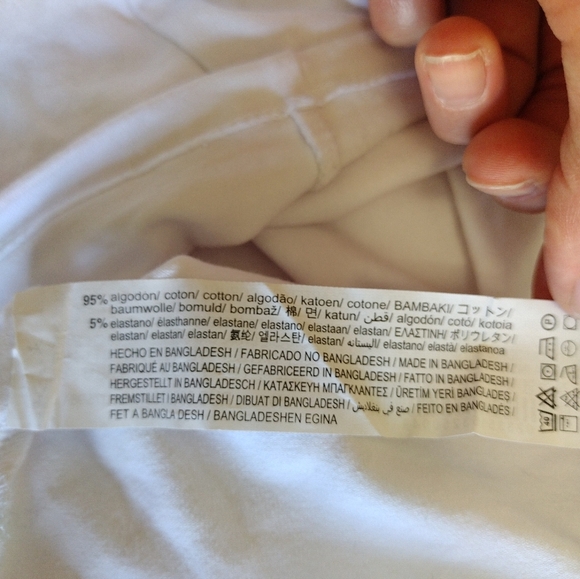 95% algodón/ coton/ cotton/ algodão/ katoen/ cotone/ BAMBAKI/ コットン/
baumwolle/ bomuld/ bombaž/ 棉/ 면/ katun/ قطن/ algodón/ cotó/ kotoia
5% elastano/ élasthanne/ elastane/ elastano/ elastaan/ elastan/ ΕΛΑΣΤΙΝΗ/ ポリウレタン/
elastan/ elastan/ elastan/ 氨纶/ 엘라스탄/ elastan/ الیستانه/ elastano/ elastà/ elastanoa
HECHO EN BANGLADESH / FABRICADO NO BANGLADESH / MADE IN BANGLADESH /
FABRIQUÉ AU BANGLADESH / GEFABRICEERD IN BANGLADESH / FATTO IN BANGLADESH /
HERGESTELLT IN BANGLADESCH / ΚΑΤΑΣΚΕΥΗ ΜΠΑΓΚΛΑΝΤΕΣ / ÜRETİM YERİ BANGLADEŞ /
FREMSTILLET I BANGLADESH / DIBUAT DI BANGLADESH / صنع في بنقلاديش / FEITO EN BANGLADES /
FET A BANGLA DESH / BANGLADESHEN EGINA